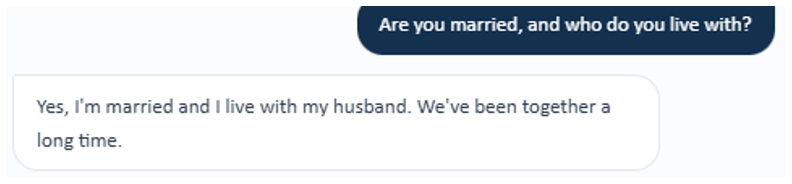 Are you married, and who do you live with?
Yes, I'm married and I live with my husband. We've been together a
long time.